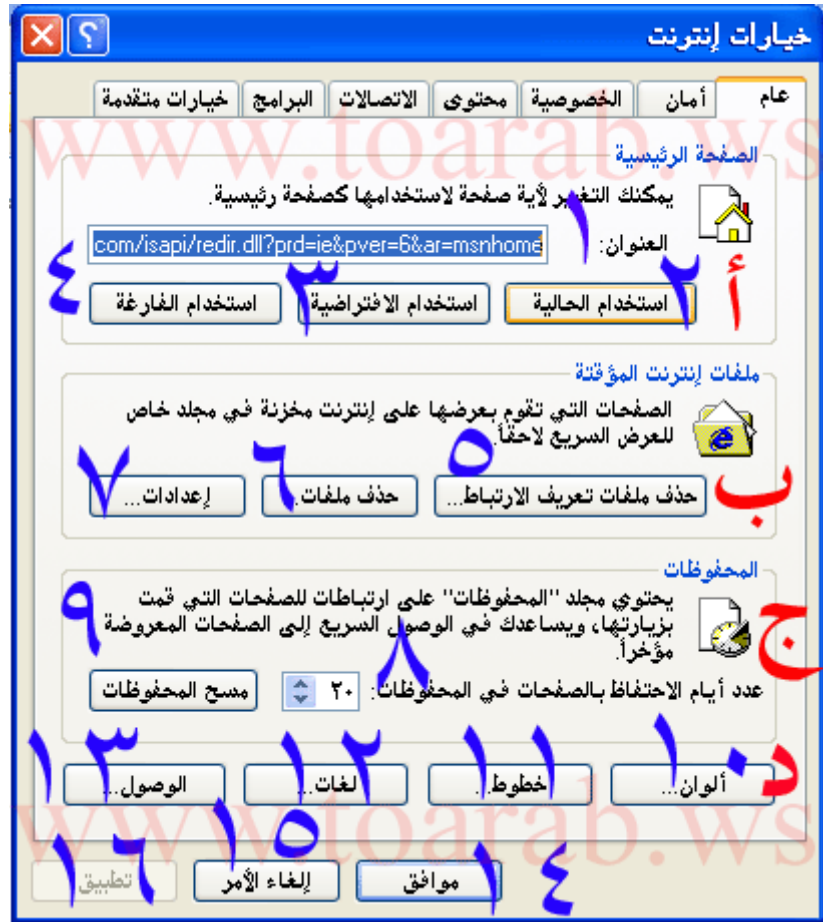 خيارات إنترنت
عام أمان الخصوصية محتوى الاتصالات البرامج خيارات متقدمة
www.toarab.ws
الصفحة الرئيسية
يمكنك التغيير لأية صفحة لاستخدامها كصفحة رئيسية.
العنوان: ١ com/isapi/redir.dll?prd=ie&pver=6&ar=msnhome
أ ٢ استخدام الحالية ٣ استخدام الافتراضية ٤ استخدام الفارغة
ملفات إنترنت المؤقتة
الصفحات التي تقوم بعرضها على إنترنت مخزنة في مجلد خاص
للعرض السريع لاحقاً.
ب ٥ حذف ملفات تعريف الارتباط... ٦ حذف ملفات... ٧ إعدادات...
المحفوظات
يحتوي مجلد "المحفوظات" على ارتباطات للصفحات التي قمت
بزيارتها، ويساعدك في الوصول السريع إلى الصفحات المعروضة
مؤخراً.
ج ٨ ٩
عدد أيام الاحتفاظ بالصفحات في المحفوظات: ٢٠ مسح المحفوظات
د ١٠ ألوان... ١١ خطوط... ١٢ لغات... ١٣ الوصول...
www.toarab.ws
١٤ موافق ١٥ إلغاء الأمر ١٦ تطبيق